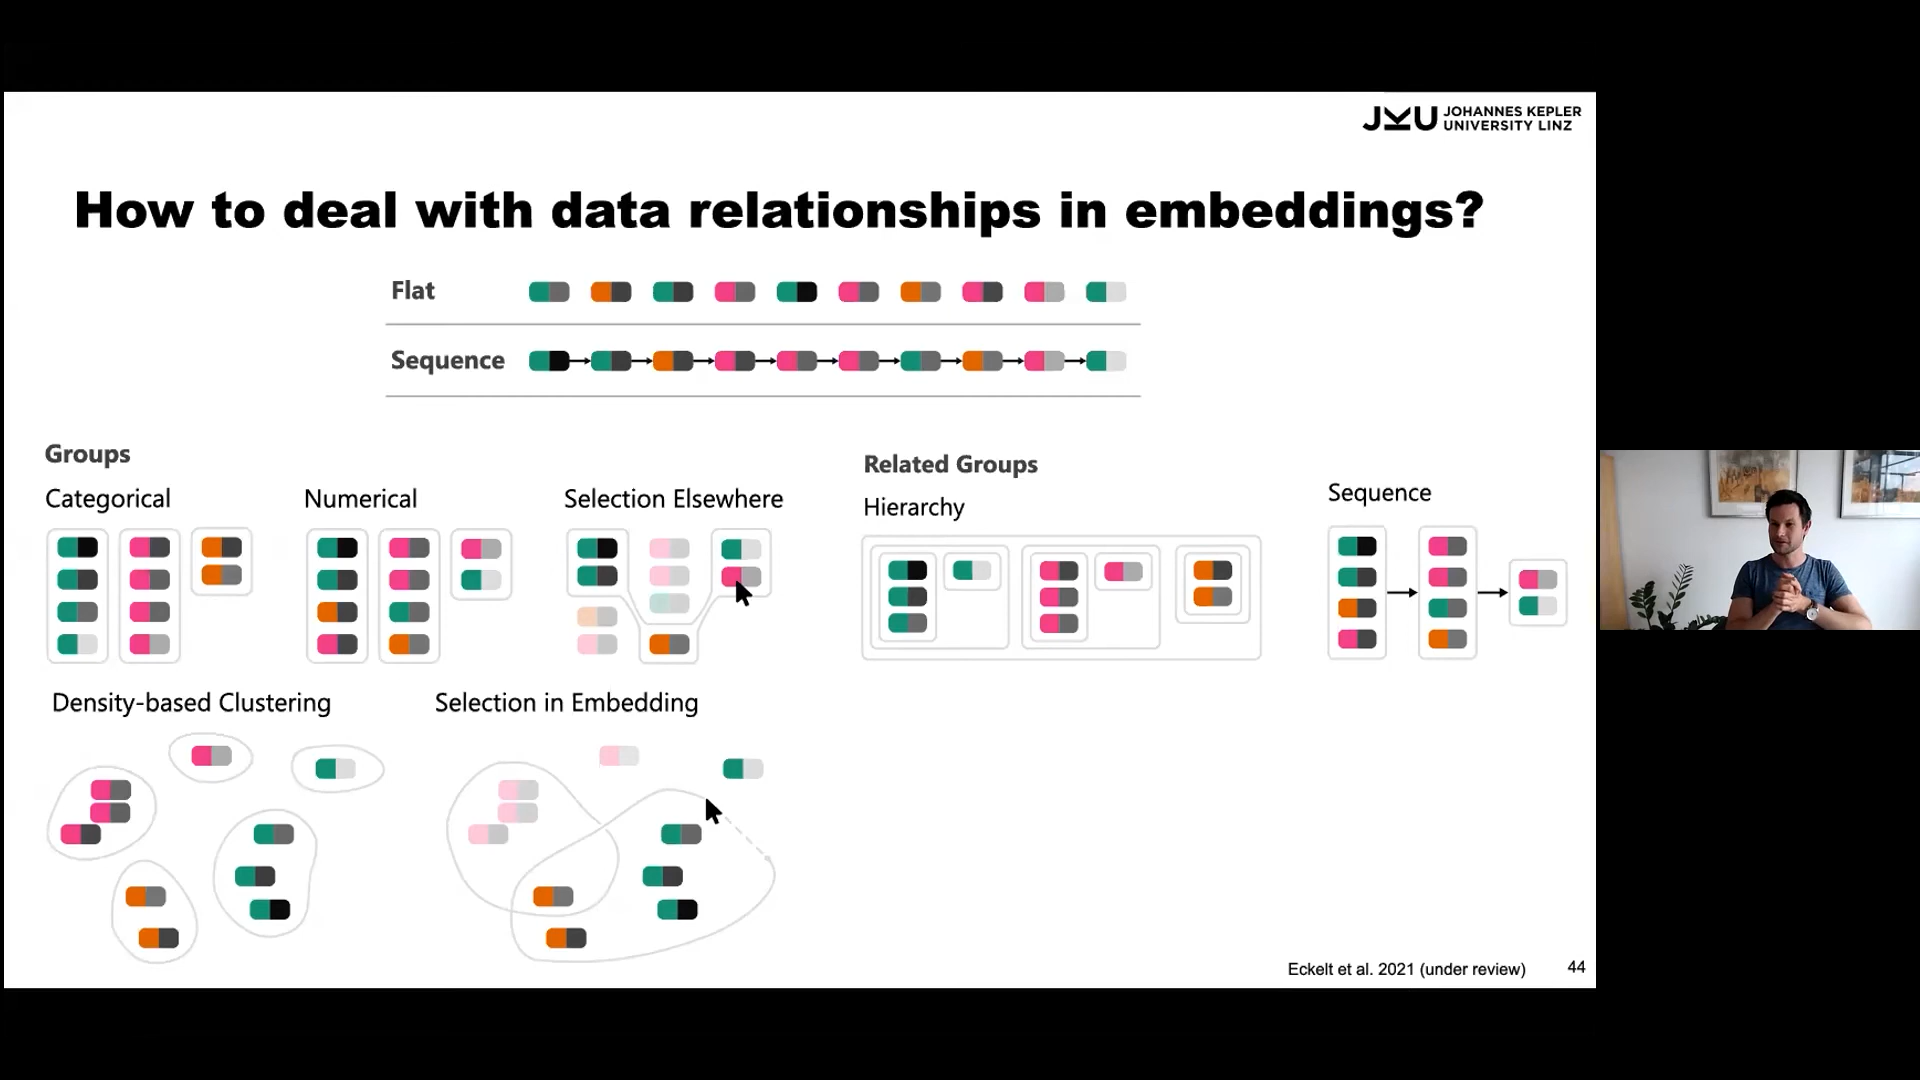 JKU JOHANNES KEPLER
UNIVERSITY LINZ
How to deal with data relationships in embeddings?
Flat
Sequence
Groups
Categorical
Numerical
Selection Elsewhere
Related Groups
Hierarchy
Sequence
Density-based Clustering
Selection in Embedding
Eckelt et al. 2021 (under review)
44